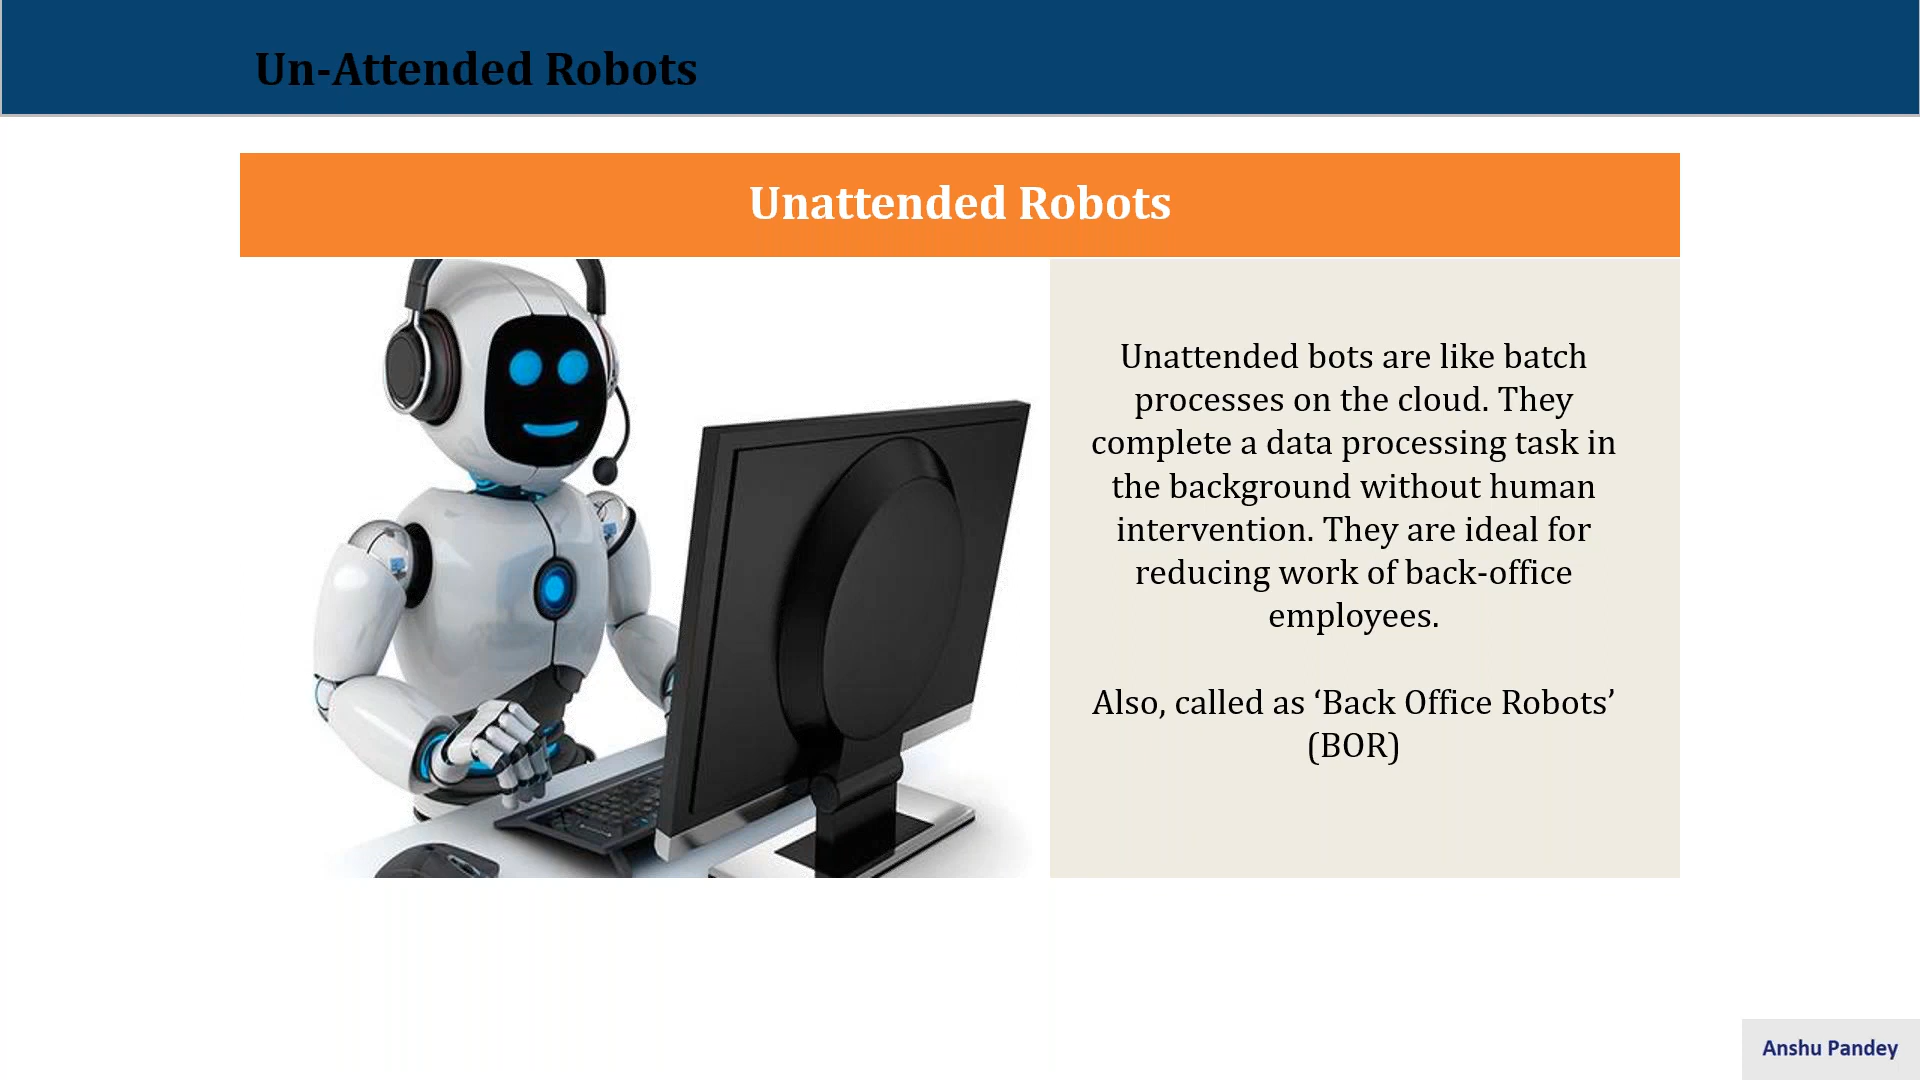 Un-Attended Robots
Unattended Robots
Unattended bots are like batch
processes on the cloud. They
complete a data processing task in
the background without human
intervention. They are ideal for
reducing work of back-office
employees.
Also, called as ‘Back Office Robots’
(BOR)
Anshu Pandey